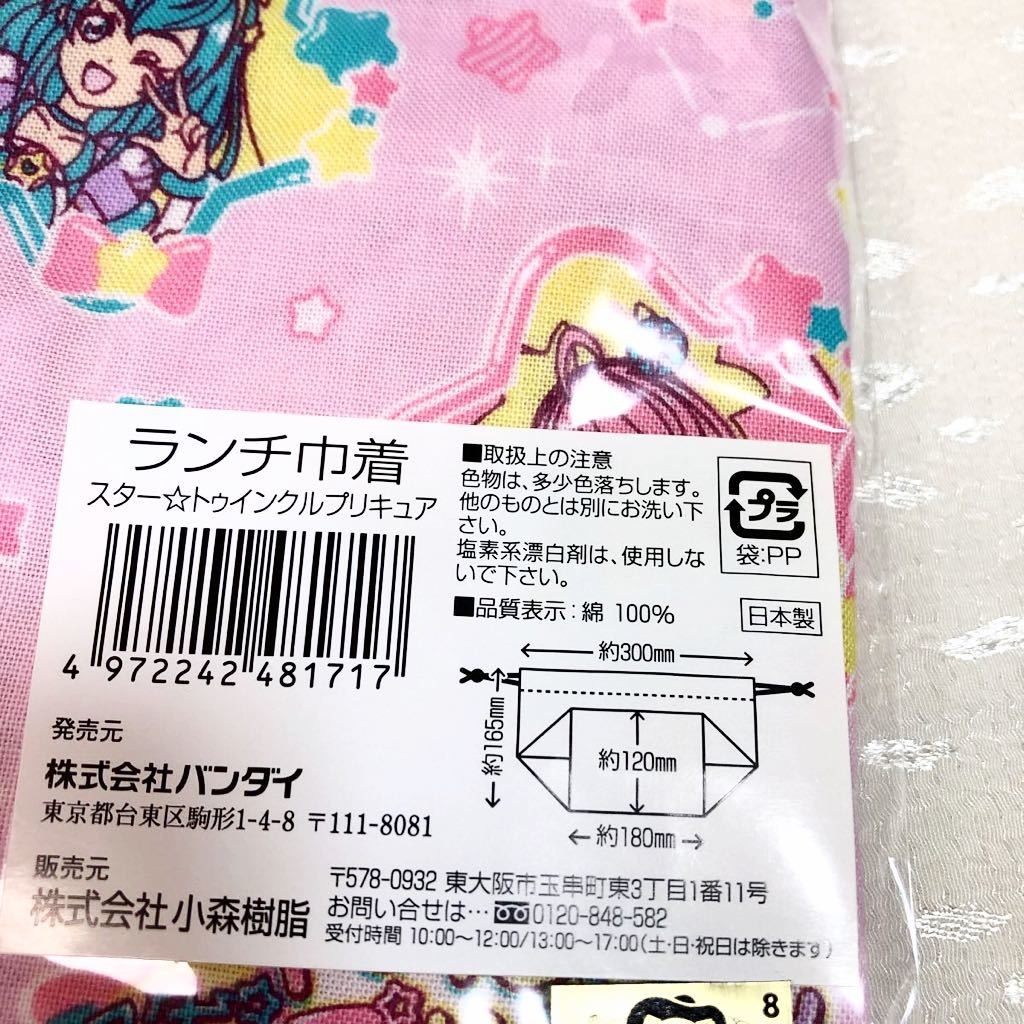 ランチ巾着
スター☆トゥインクルプリキュア
4 972242 481717
■取扱上の注意
色物は、多少色落ちします。
他のものとは別にお洗い下
さい。
塩素系漂白剤は、使用しな
いで下さい。
■品質表示:綿 100%
プラ
袋:PP
日本製
約300mm
約165mm
約120mm
約180mm
発売元
株式会社バンダイ
東京都台東区駒形1-4-8 〒111-8081
販売元
株式会社小森樹脂
〒578-0932 東大阪市玉串町東3丁目1番11号
お問い合せは…0120-848-582
受付時間 10:00～12:00/13:00～17:00(土・日・祝日は除きます)
8